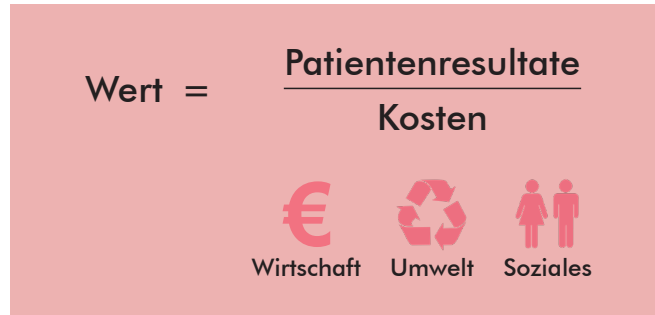 Wert = Patientenresultate
Kosten
€
Wirtschaft Umwelt Soziales